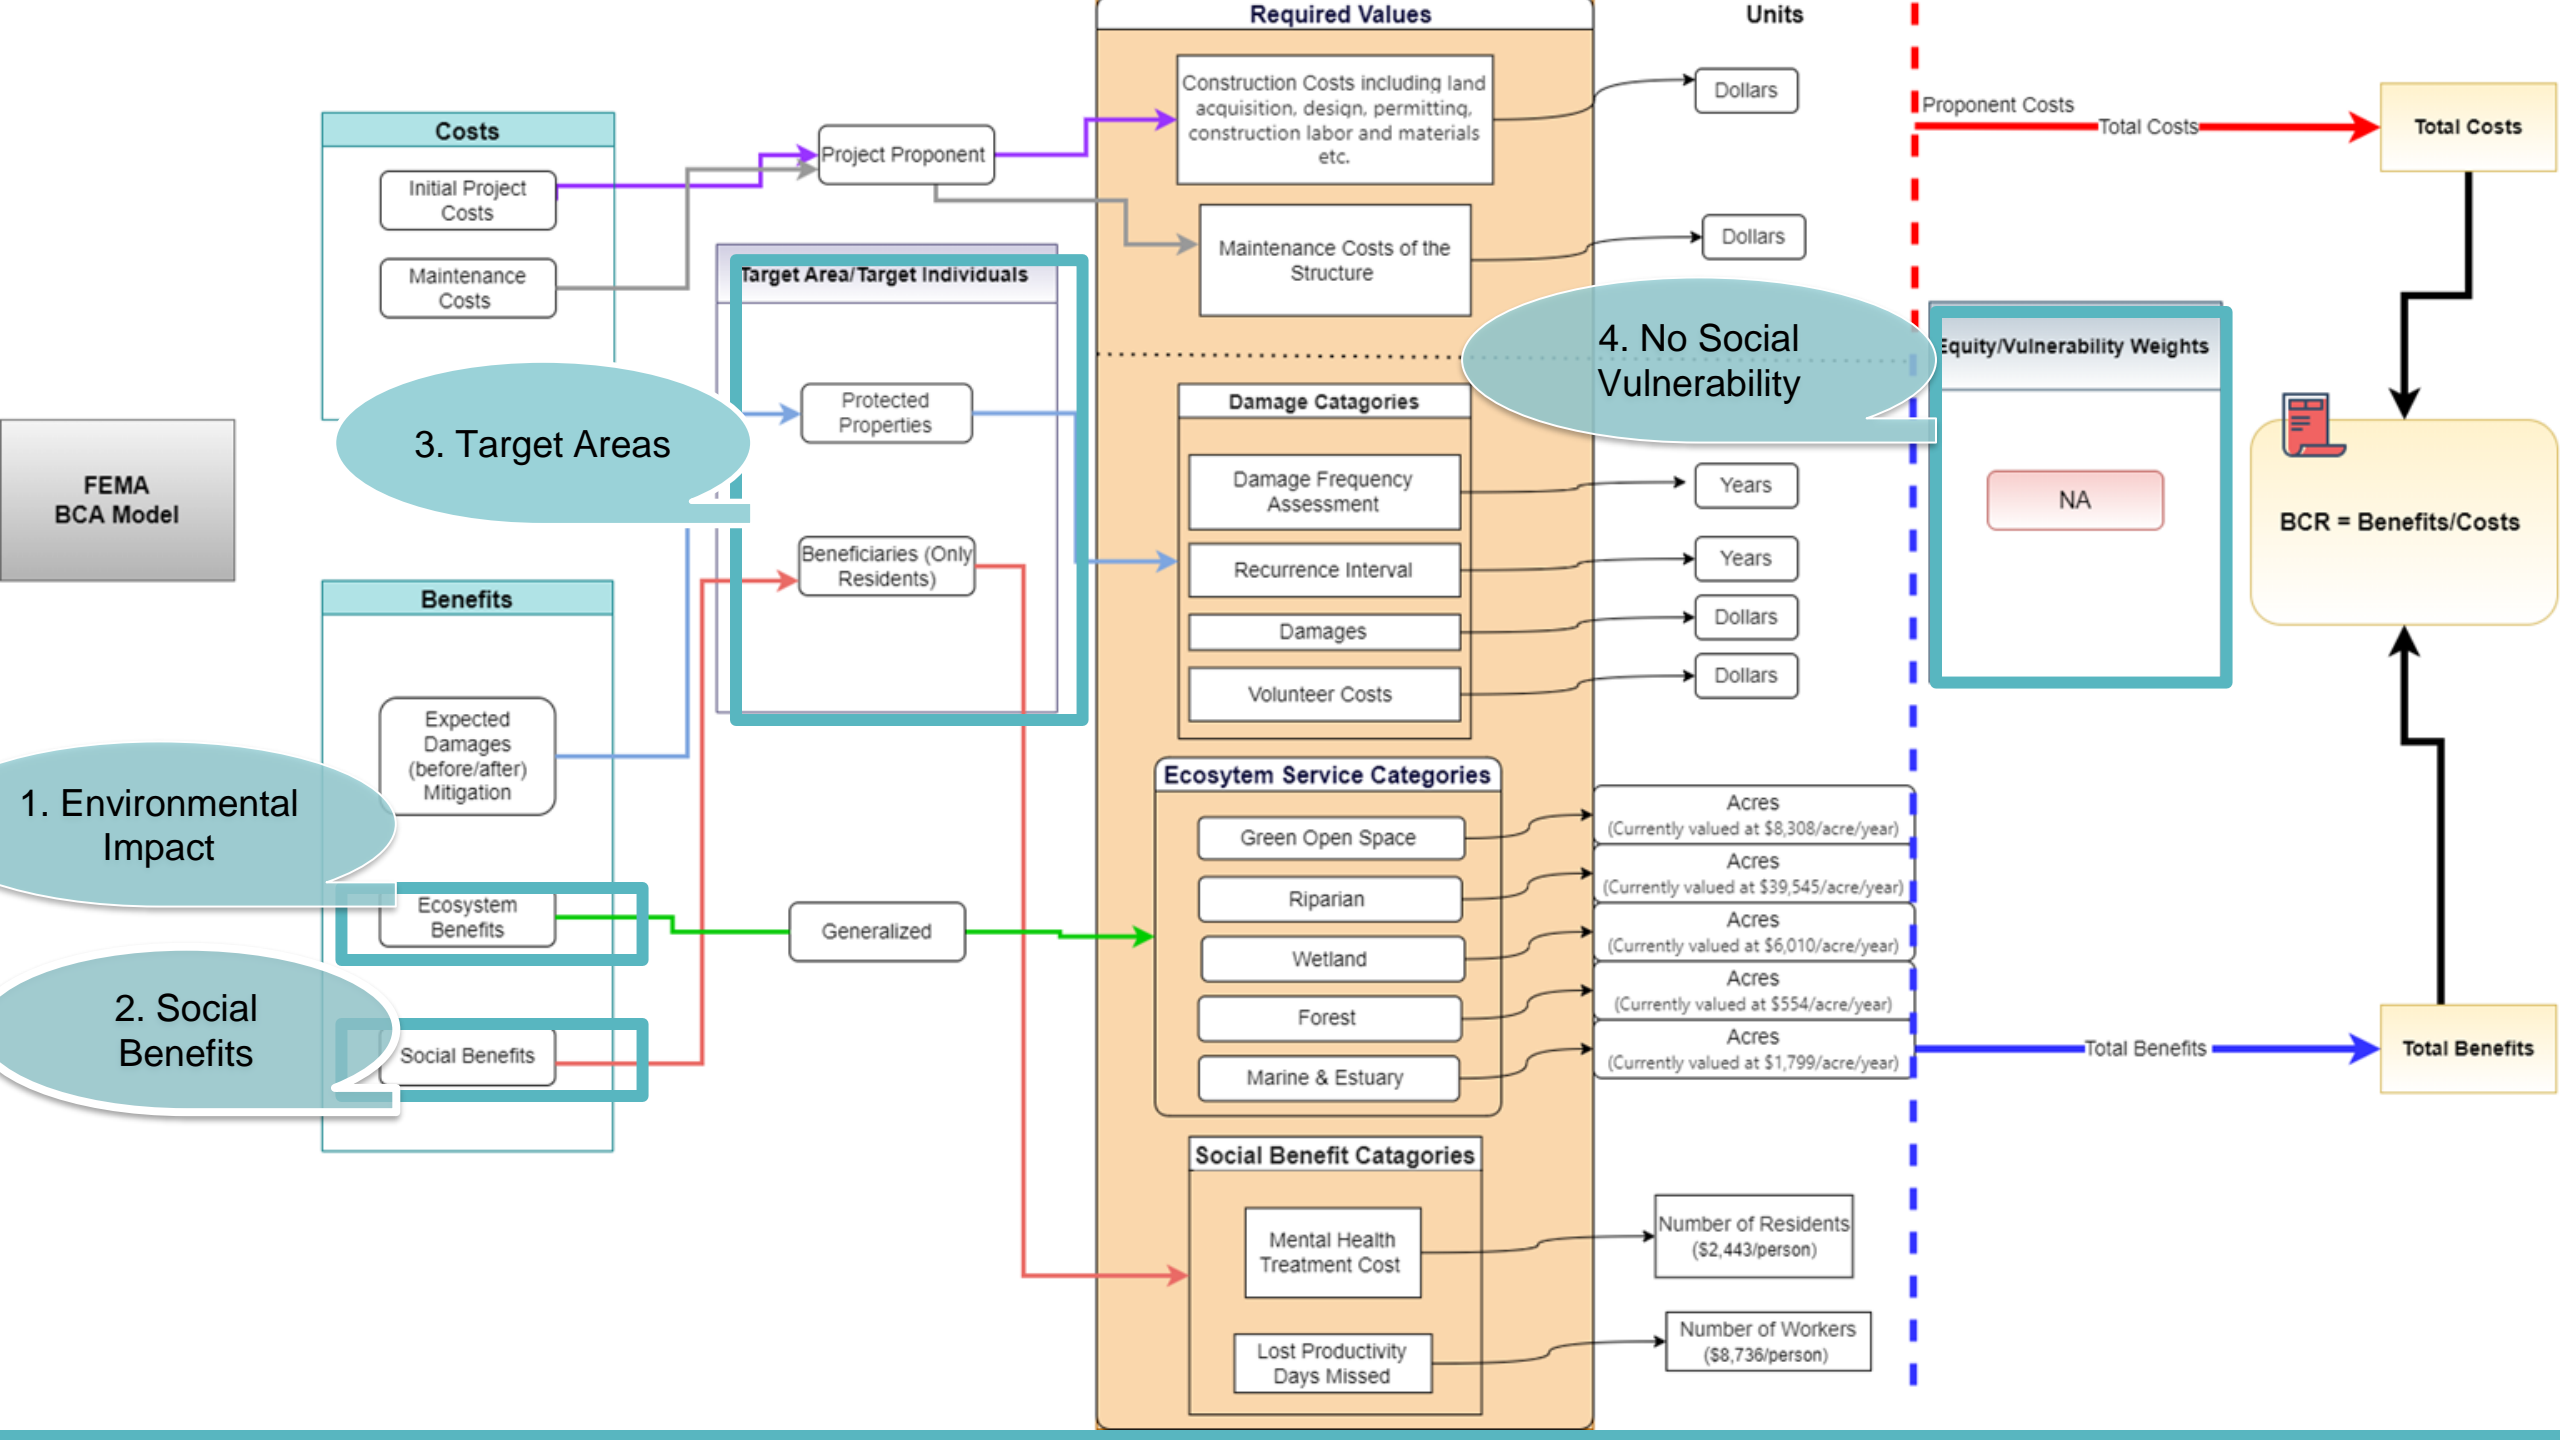 Required Values
Units
Construction Costs including land
acquisition, design, permitting,
construction labor and materials
etc.
Dollars
Proponent Costs
Total Costs
Total Costs
Costs
Initial Project
Costs
Project Proponent
Maintenance
Costs
Maintenance Costs of the
Structure
Dollars
Target Area/Target Individuals
4. No Social
Vulnerability
Equity/Vulnerability Weights
3. Target Areas
Protected
Properties
Damage Catagories
FEMA
BCA Model
Damage Frequency
Assessment
Years
NA
BCR = Benefits/Costs
Beneficiaries (Only
Residents)
Recurrence Interval
Years
Benefits
Damages
Dollars
Volunteer Costs
Dollars
Expected
Damages
(before/after)
Mitigation
1. Environmental
Impact
Ecosytem Service Categories
Green Open Space
Acres
(Currently valued at $8,308/acre/year)
Riparian
Acres
(Currently valued at $39,545/acre/year)
Ecosystem
Benefits
Generalized
Wetland
Acres
(Currently valued at $6,010/acre/year)
Forest
Acres
(Currently valued at $554/acre/year)
2. Social
Benefits
Social Benefits
Marine & Estuary
Acres
(Currently valued at $1,799/acre/year)
Total Benefits
Total Benefits
Social Benefit Catagories
Mental Health
Treatment Cost
Number of Residents
($2,443/person)
Lost Productivity
Days Missed
Number of Workers
($8,736/person)